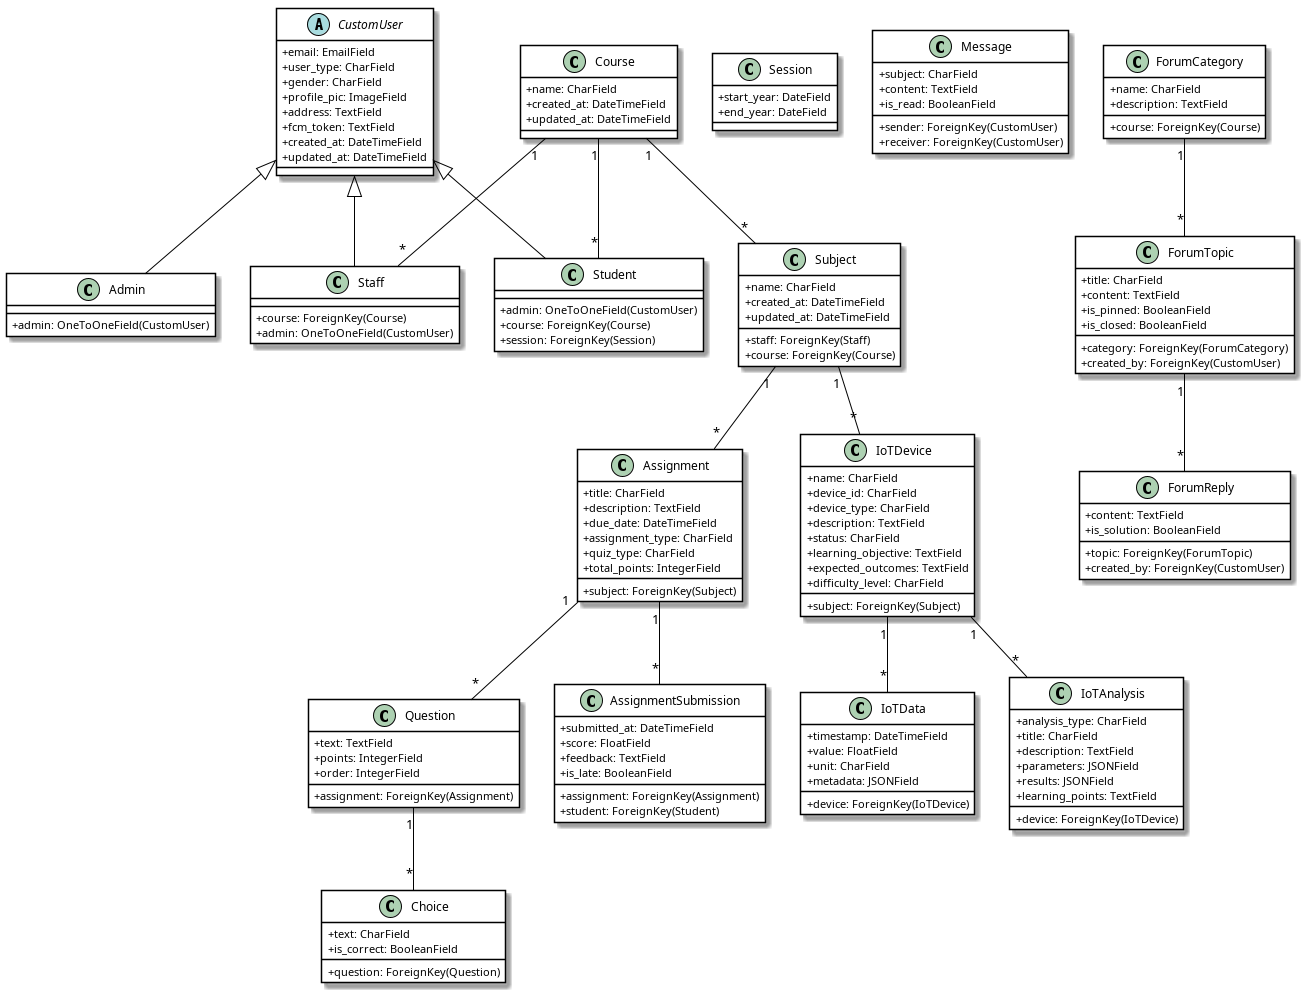 A CustomUser
+email: EmailField
+user_type: CharField
+gender: CharField
+profile_pic: ImageField
+address: TextField
+fcm_token: TextField
+created_at: DateTimeField
+updated_at: DateTimeField
C Course
+name: CharField
+created_at: DateTimeField
+updated_at: DateTimeField
C Session
+start_year: DateField
+end_year: DateField
C Message
+subject: CharField
+content: TextField
+is_read: BooleanField
+sender: ForeignKey(CustomUser)
+receiver: ForeignKey(CustomUser)
C ForumCategory
+name: CharField
+description: TextField
+course: ForeignKey(Course)
1 1 1 1
* * * *
C Admin
+admin: OneToOneField(CustomUser)
C Staff
+course: ForeignKey(Course)
+admin: OneToOneField(CustomUser)
C Student
+admin: OneToOneField(CustomUser)
+course: ForeignKey(Course)
+session: ForeignKey(Session)
C Subject
+name: CharField
+created_at: DateTimeField
+updated_at: DateTimeField
+staff: ForeignKey(Staff)
+course: ForeignKey(Course)
C ForumTopic
+title: CharField
+content: TextField
+is_pinned: BooleanField
+is_closed: BooleanField
+category: ForeignKey(ForumCategory)
+created_by: ForeignKey(CustomUser)
1 1 1
* * *
C Assignment
+title: CharField
+description: TextField
+due_date: DateTimeField
+assignment_type: CharField
+quiz_type: CharField
+total_points: IntegerField
+subject: ForeignKey(Subject)
C IoTDevice
+name: CharField
+device_id: CharField
+device_type: CharField
+description: TextField
+status: CharField
+learning_objective: TextField
+expected_outcomes: TextField
+difficulty_level: CharField
+subject: ForeignKey(Subject)
C ForumReply
+content: TextField
+is_solution: BooleanField
+topic: ForeignKey(ForumTopic)
+created_by: ForeignKey(CustomUser)
1 1 1 1
* * * *
C Question
+text: TextField
+points: IntegerField
+order: IntegerField
+assignment: ForeignKey(Assignment)
C AssignmentSubmission
+submitted_at: DateTimeField
+score: FloatField
+feedback: TextField
+is_late: BooleanField
+assignment: ForeignKey(Assignment)
+student: ForeignKey(Student)
C IoTData
+timestamp: DateTimeField
+value: FloatField
+unit: CharField
+metadata: JSONField
+device: ForeignKey(IoTDevice)
C IoTAnalysis
+analysis_type: CharField
+title: CharField
+description: TextField
+parameters: JSONField
+results: JSONField
+learning_points: TextField
+device: ForeignKey(IoTDevice)
1
*
C Choice
+text: CharField
+is_correct: BooleanField
+question: ForeignKey(Question)